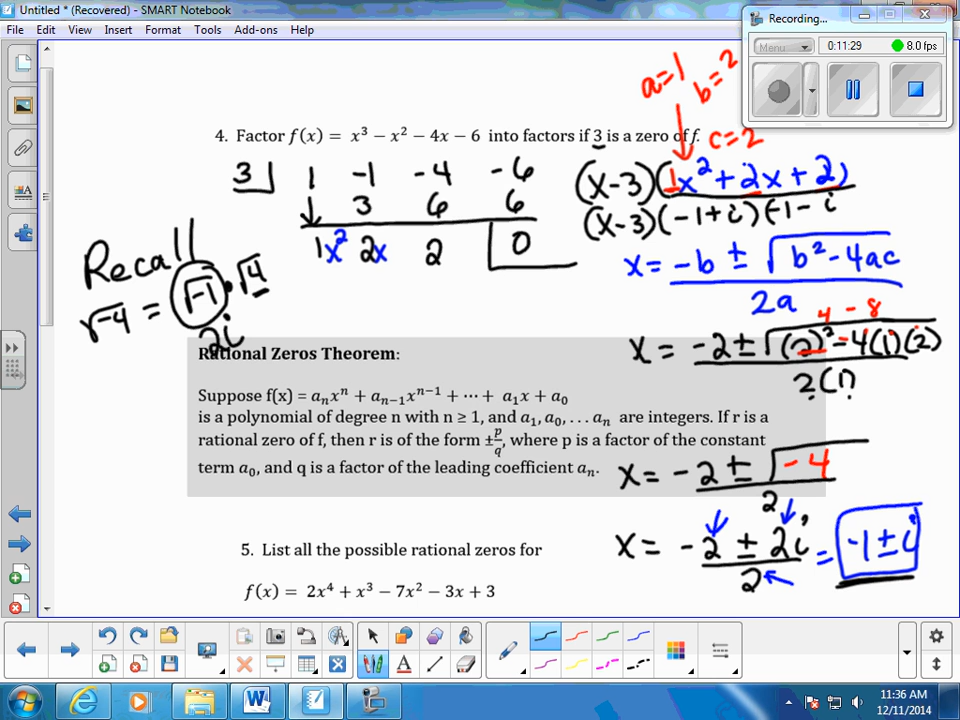 Untitled * (Recovered) - SMART Notebook
File Edit View Insert Format Tools Add-ons Help
Recording...
Menu
0:11:29
8.0 fps
a=1
b=2
c=2
4. Factor f(x) = x³ − x² − 4x − 6 into factors if 3 is a zero of f.
3 | 1 -1 -4 -6
3 6 6
1x² 2x 2 | 0
(x-3)(1x²+2x+2)
(x-3)(-1+i)(-1-i
Recall
√-4 = √-1 · √4
2i
x = -b ± √b²-4ac
2a
4 - 8
x = -2 ± √(2)²-4(1)(2)
2(1)
Rational Zeros Theorem:
Suppose f(x) = aₙxⁿ + aₙ₋₁xⁿ⁻¹ + ⋯ + a₁x + a₀
is a polynomial of degree n with n ≥ 1, and a₁, a₀, . . . aₙ are integers. If r is a
rational zero of f, then r is of the form ±p/q, where p is a factor of the constant
term a₀, and q is a factor of the leading coefficient aₙ.
x = -2 ± √-4
2
x = -2 ± 2i = -1 ± i
2
5. List all the possible rational zeros for
f(x) = 2x⁴ + x³ − 7x² − 3x + 3
11:36 AM
12/11/2014